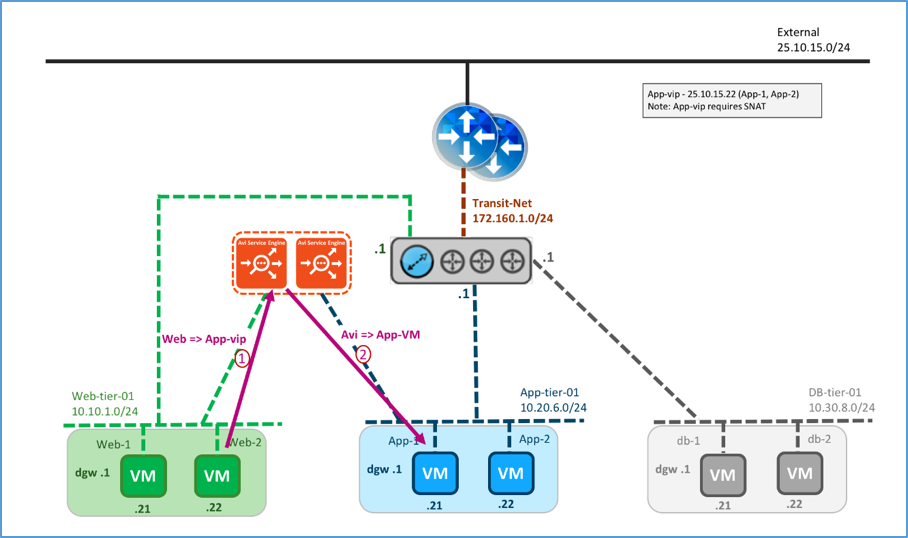 External
25.10.15.0/24
App-vip - 25.10.15.22 (App-1, App-2)
Note: App-vip requires SNAT
Transit-Net
172.160.1.0/24
Avi Service Engine
Avi Service Engine
.1
.1
.1
Web => App-vip
1
Avi => App-VM
2
Web-tier-01
10.10.1.0/24
App-tier-01
10.20.6.0/24
DB-tier-01
10.30.8.0/24
Web-1
Web-2
dgw .1
VM
VM
.21
.22
App-1
App-2
dgw .1
VM
VM
.21
.22
db-1
db-2
dgw .1
VM
VM
.21
.22